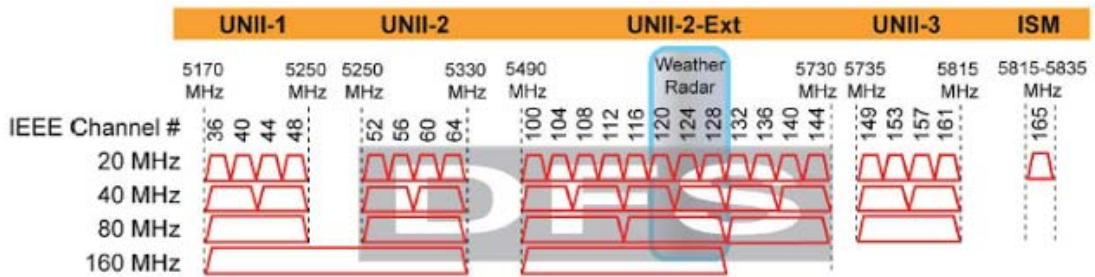 UNII-1 UNII-2 UNII-2-Ext UNII-3 ISM
5170 MHz 5250 MHz 5250 MHz 5330 MHz 5490 MHz Weather Radar 5730 MHz 5735 MHz 5815 MHz 5815-5835 MHz
IEEE Channel # 36 40 44 48 52 56 60 64 100 104 108 112 116 120 124 128 132 136 140 144 149 153 157 161 165
20 MHz
40 MHz
80 MHz
160 MHz
DFS